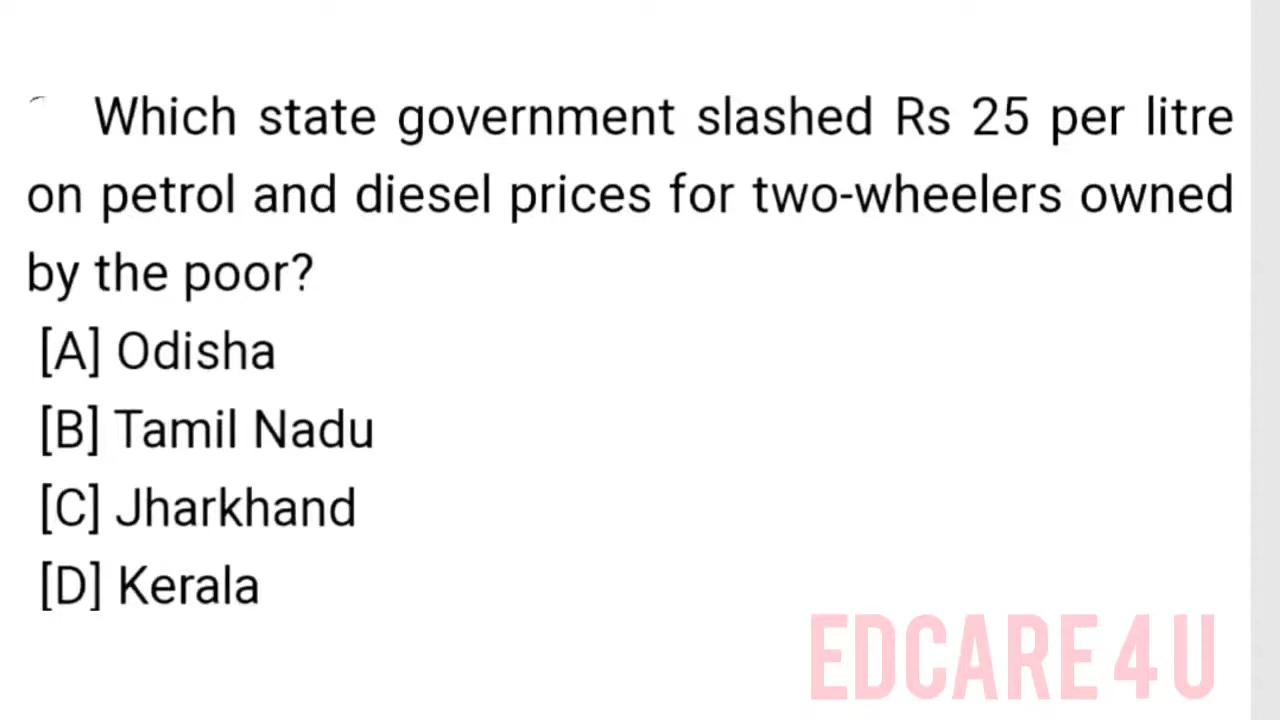 Which state government slashed Rs 25 per litre
on petrol and diesel prices for two-wheelers owned
by the poor?
[A] Odisha
[B] Tamil Nadu
[C] Jharkhand
[D] Kerala
EDCARE 4 U